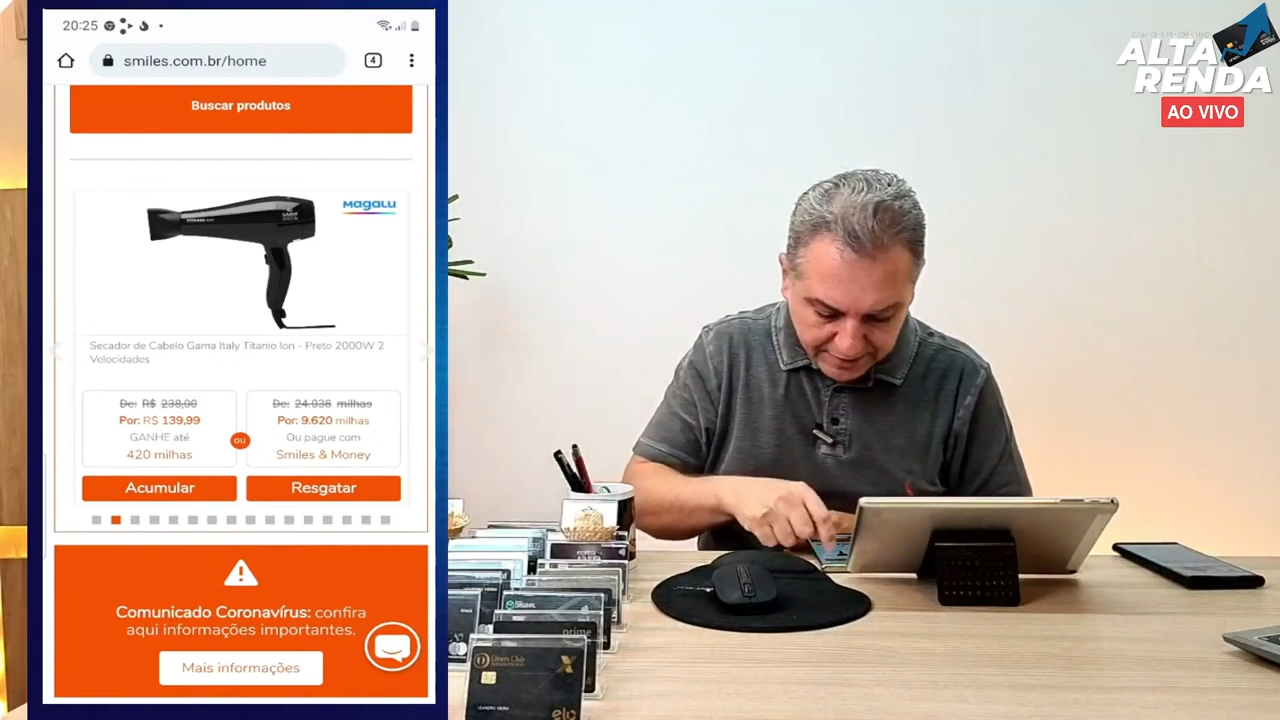 20:25
4
smiles.com.br/home
Buscar produtos
Magalu
Secador de Cabelo Gama Italy Titanio Ion - Preto 2000W 2
Velocidades
De: R$ 238,00
Por: R$ 139,99
GANHE até
420 milhas
ou
De: 24.038 milhas
Por: 9.620 milhas
Ou pague com
Smiles & Money
Acumular
Resgatar
Comunicado Coronavírus: confira
aqui informações importantes.
Mais informações
ALTA
RENDA
AO VIVO
ORIGINAL
prime
Diners Club
INTERNATIONAL
elo